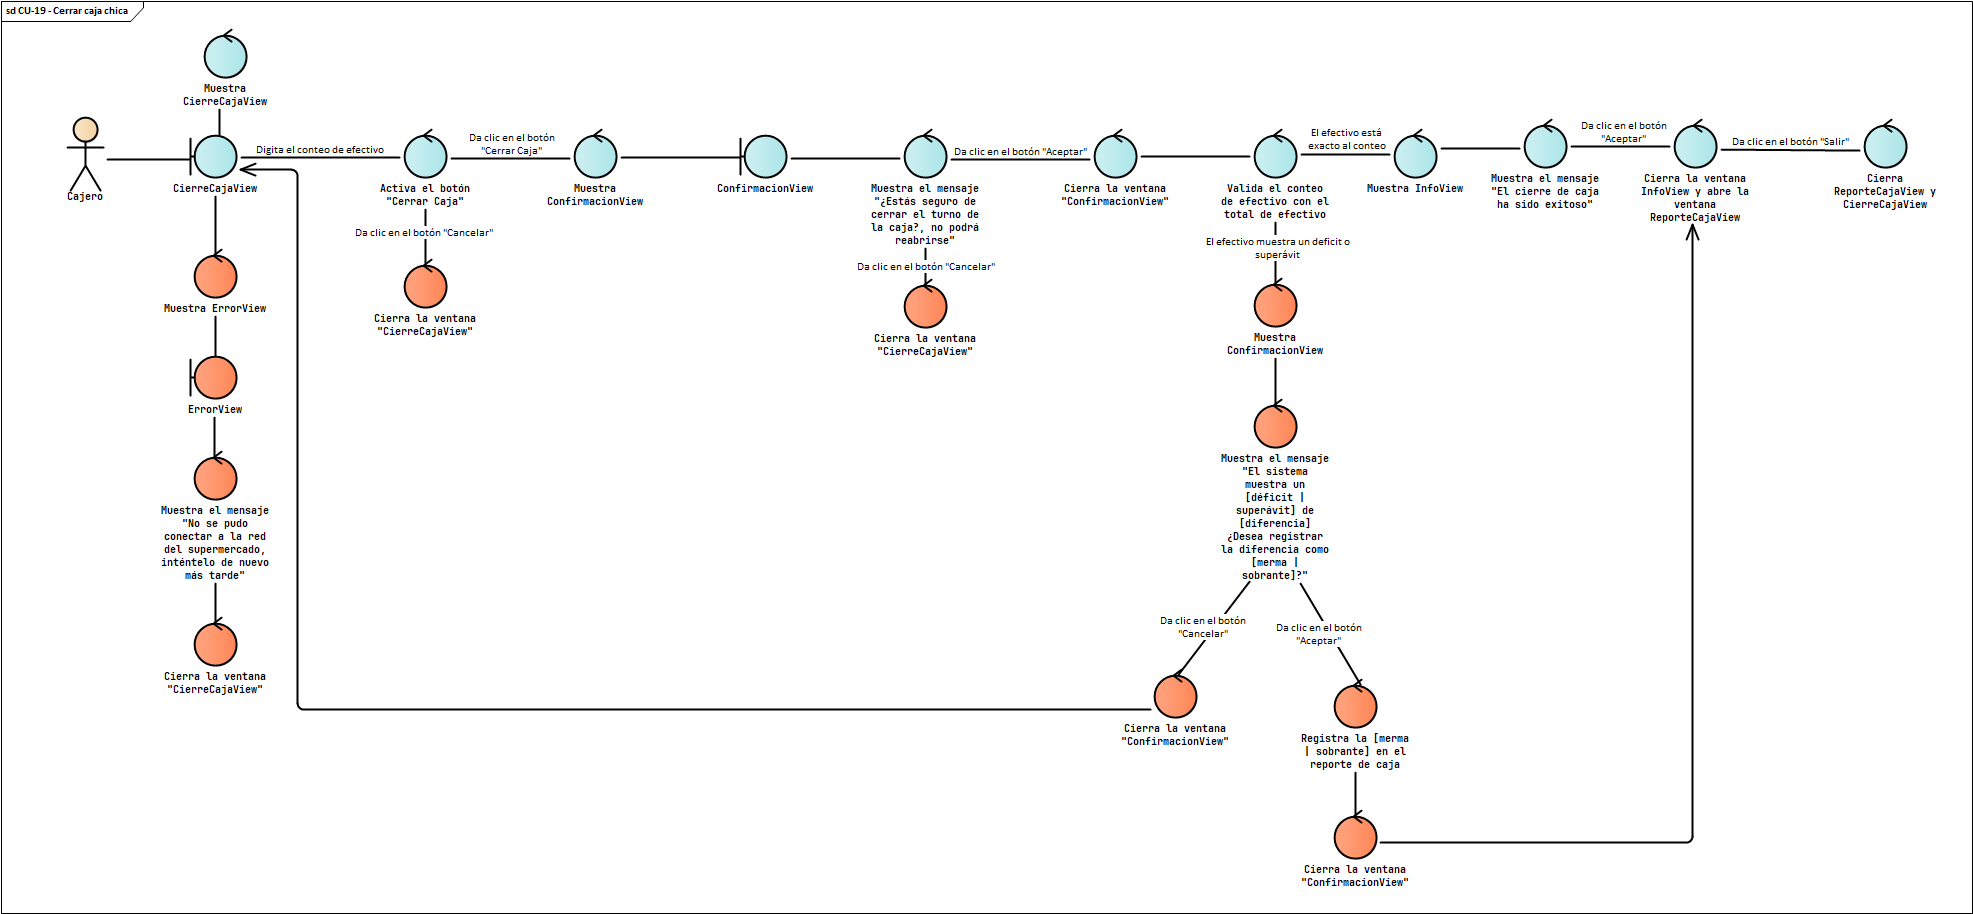 sd CU-19 - Cerrar caja chica
Muestra
CierreCajaView
Cajero
CierreCajaView
Digita el conteo de efectivo
Activa el botón
"Cerrar Caja"
Da clic en el botón
"Cerrar Caja"
Muestra
ConfirmacionView
ConfirmacionView
Muestra el mensaje
"¿Estás seguro de
cerrar el turno de
la caja?, no podrá
reabrirse"
Da clic en el botón "Aceptar"
Cierra la ventana
"ConfirmacionView"
Valida el conteo
de efectivo con el
total de efectivo
El efectivo está
exacto al conteo
Muestra InfoView
Muestra el mensaje
"El cierre de caja
ha sido exitoso"
Da clic en el botón
"Aceptar"
Cierra la ventana
InfoView y abre la
ventana
ReporteCajaView
Da clic en el botón "Salir"
Cierra
ReporteCajaView y
CierreCajaView
Da clic en el botón "Cancelar"
Cierra la ventana
"CierreCajaView"
Da clic en el botón "Cancelar"
Cierra la ventana
"CierreCajaView"
El efectivo muestra un deficit o
superávit
Muestra
ConfirmacionView
Muestra el mensaje
"El sistema
muestra un
[déficit |
superávit] de
[diferencia]
¿Desea registrar
la diferencia como
[merma |
sobrante]?"
Da clic en el botón
"Cancelar"
Cierra la ventana
"ConfirmacionView"
Da clic en el botón
"Aceptar"
Registra la [merma
| sobrante] en el
reporte de caja
Cierra la ventana
"ConfirmacionView"
Muestra ErrorView
ErrorView
Muestra el mensaje
"No se pudo
conectar a la red
del supermercado,
inténtelo de nuevo
más tarde"
Cierra la ventana
"CierreCajaView"